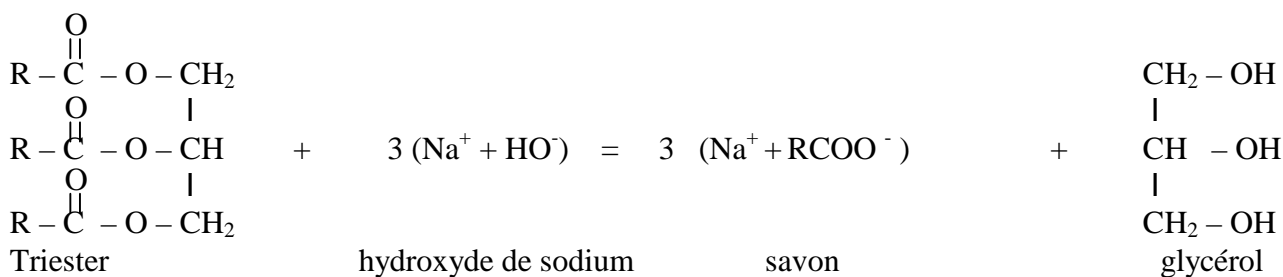 O
||
R – C – O – CH₂
O
||
R – C – O – CH + 3 (Na⁺ + HO⁻) = 3 (Na⁺ + RCOO⁻) +
O
||
R – C – O – CH₂
CH₂ – OH
CH – OH
CH₂ – OH
Triester hydroxyde de sodium savon glycérol